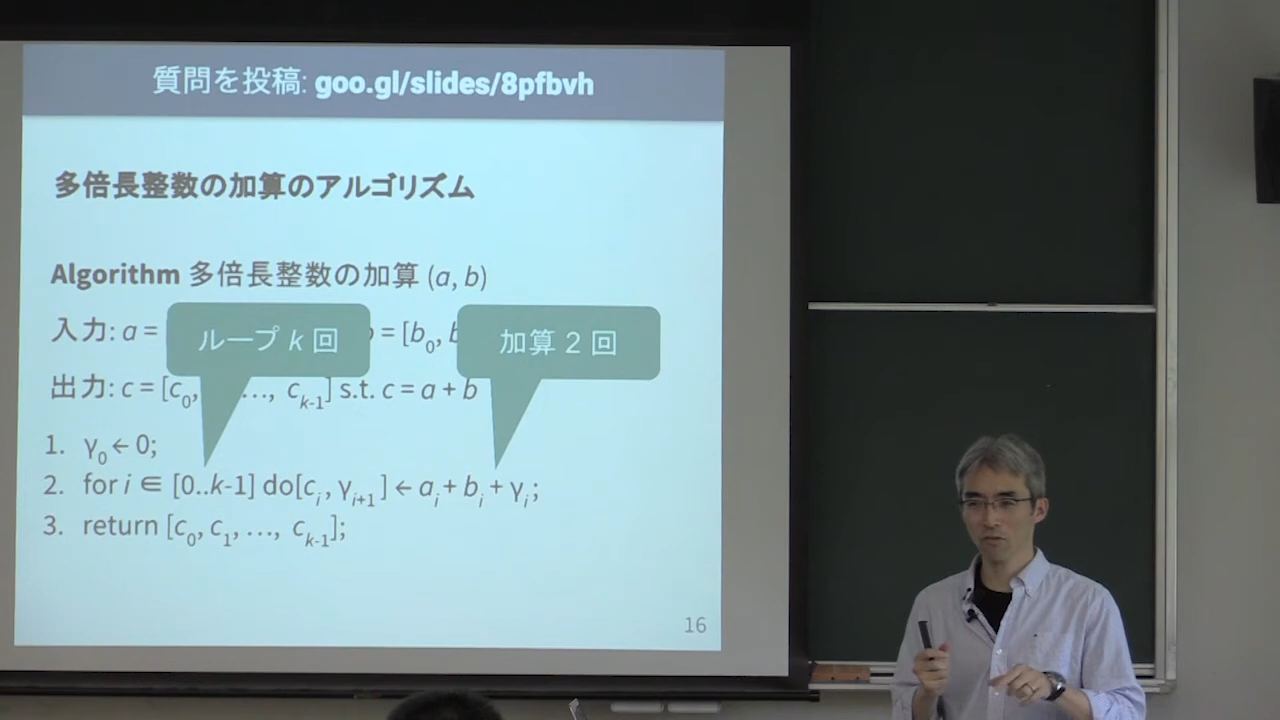 質問を投稿: goo.gl/slides/8pfbvh
多倍長整数の加算のアルゴリズム
Algorithm 多倍長整数の加算 (a, b)
ループ k 回
加算 2 回
入力: a = = [b0,
出力: c = [c0, …, ck-1] s.t. c = a + b
1. γ0 ← 0;
2. for i ∈ [0..k-1] do[ci, γi+1] ← ai + bi + γi;
3. return [c0, c1, …, ck-1];
16